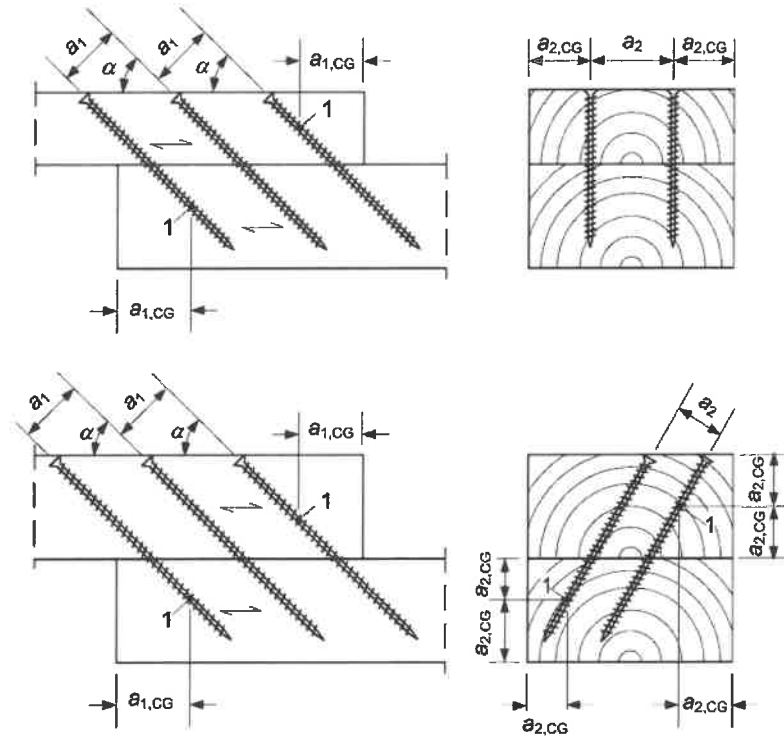 a1 a1 a1,CG
α α
1
1
a1,CG
a2,CG a2 a2,CG
a1 a1 a1,CG
α α
1
1
a1,CG
a2
a2,CG
1
a2,CG
a2,CG
1
a2,CG
a2,CG a2,CG